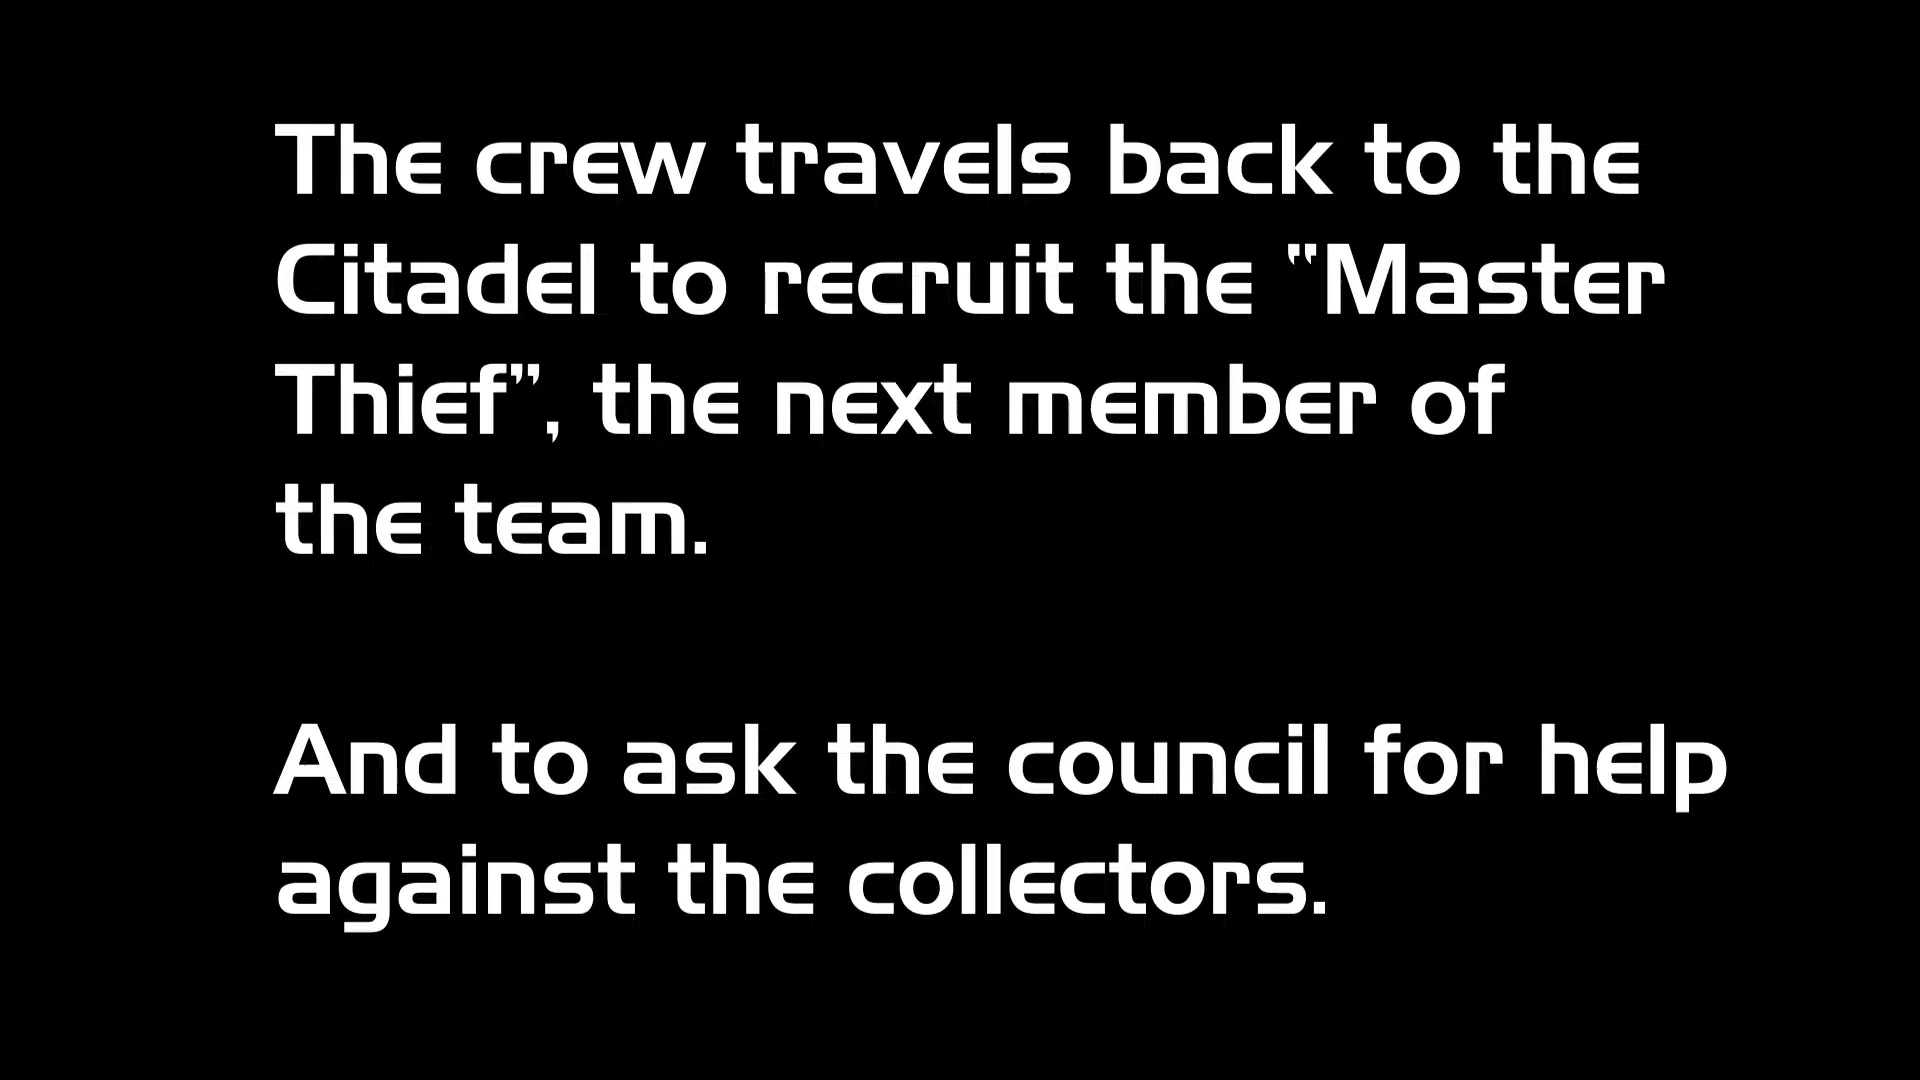 The crew travels back to the
Citadel to recruit the “Master
Thief”, the next member of
the team.
And to ask the council for help
against the collectors.